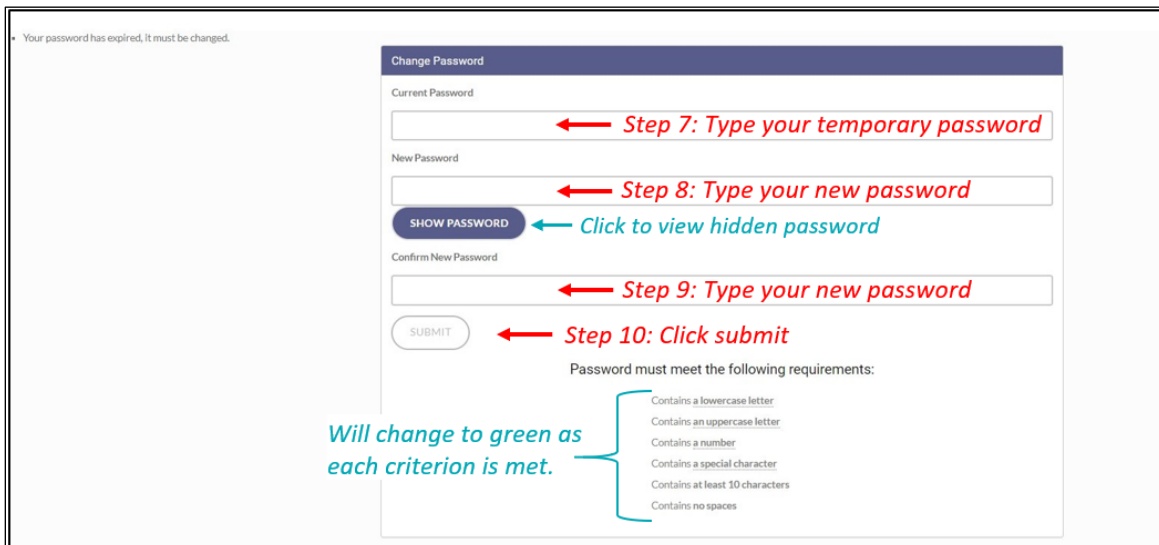 • Your password has expired, it must be changed.
Change Password
Current Password
Step 7: Type your temporary password
New Password
Step 8: Type your new password
SHOW PASSWORD
Click to view hidden password
Confirm New Password
Step 9: Type your new password
SUBMIT
Step 10: Click submit
Password must meet the following requirements:
Contains a lowercase letter
Contains an uppercase letter
Contains a number
Contains a special character
Contains at least 10 characters
Contains no spaces
Will change to green as
each criterion is met.